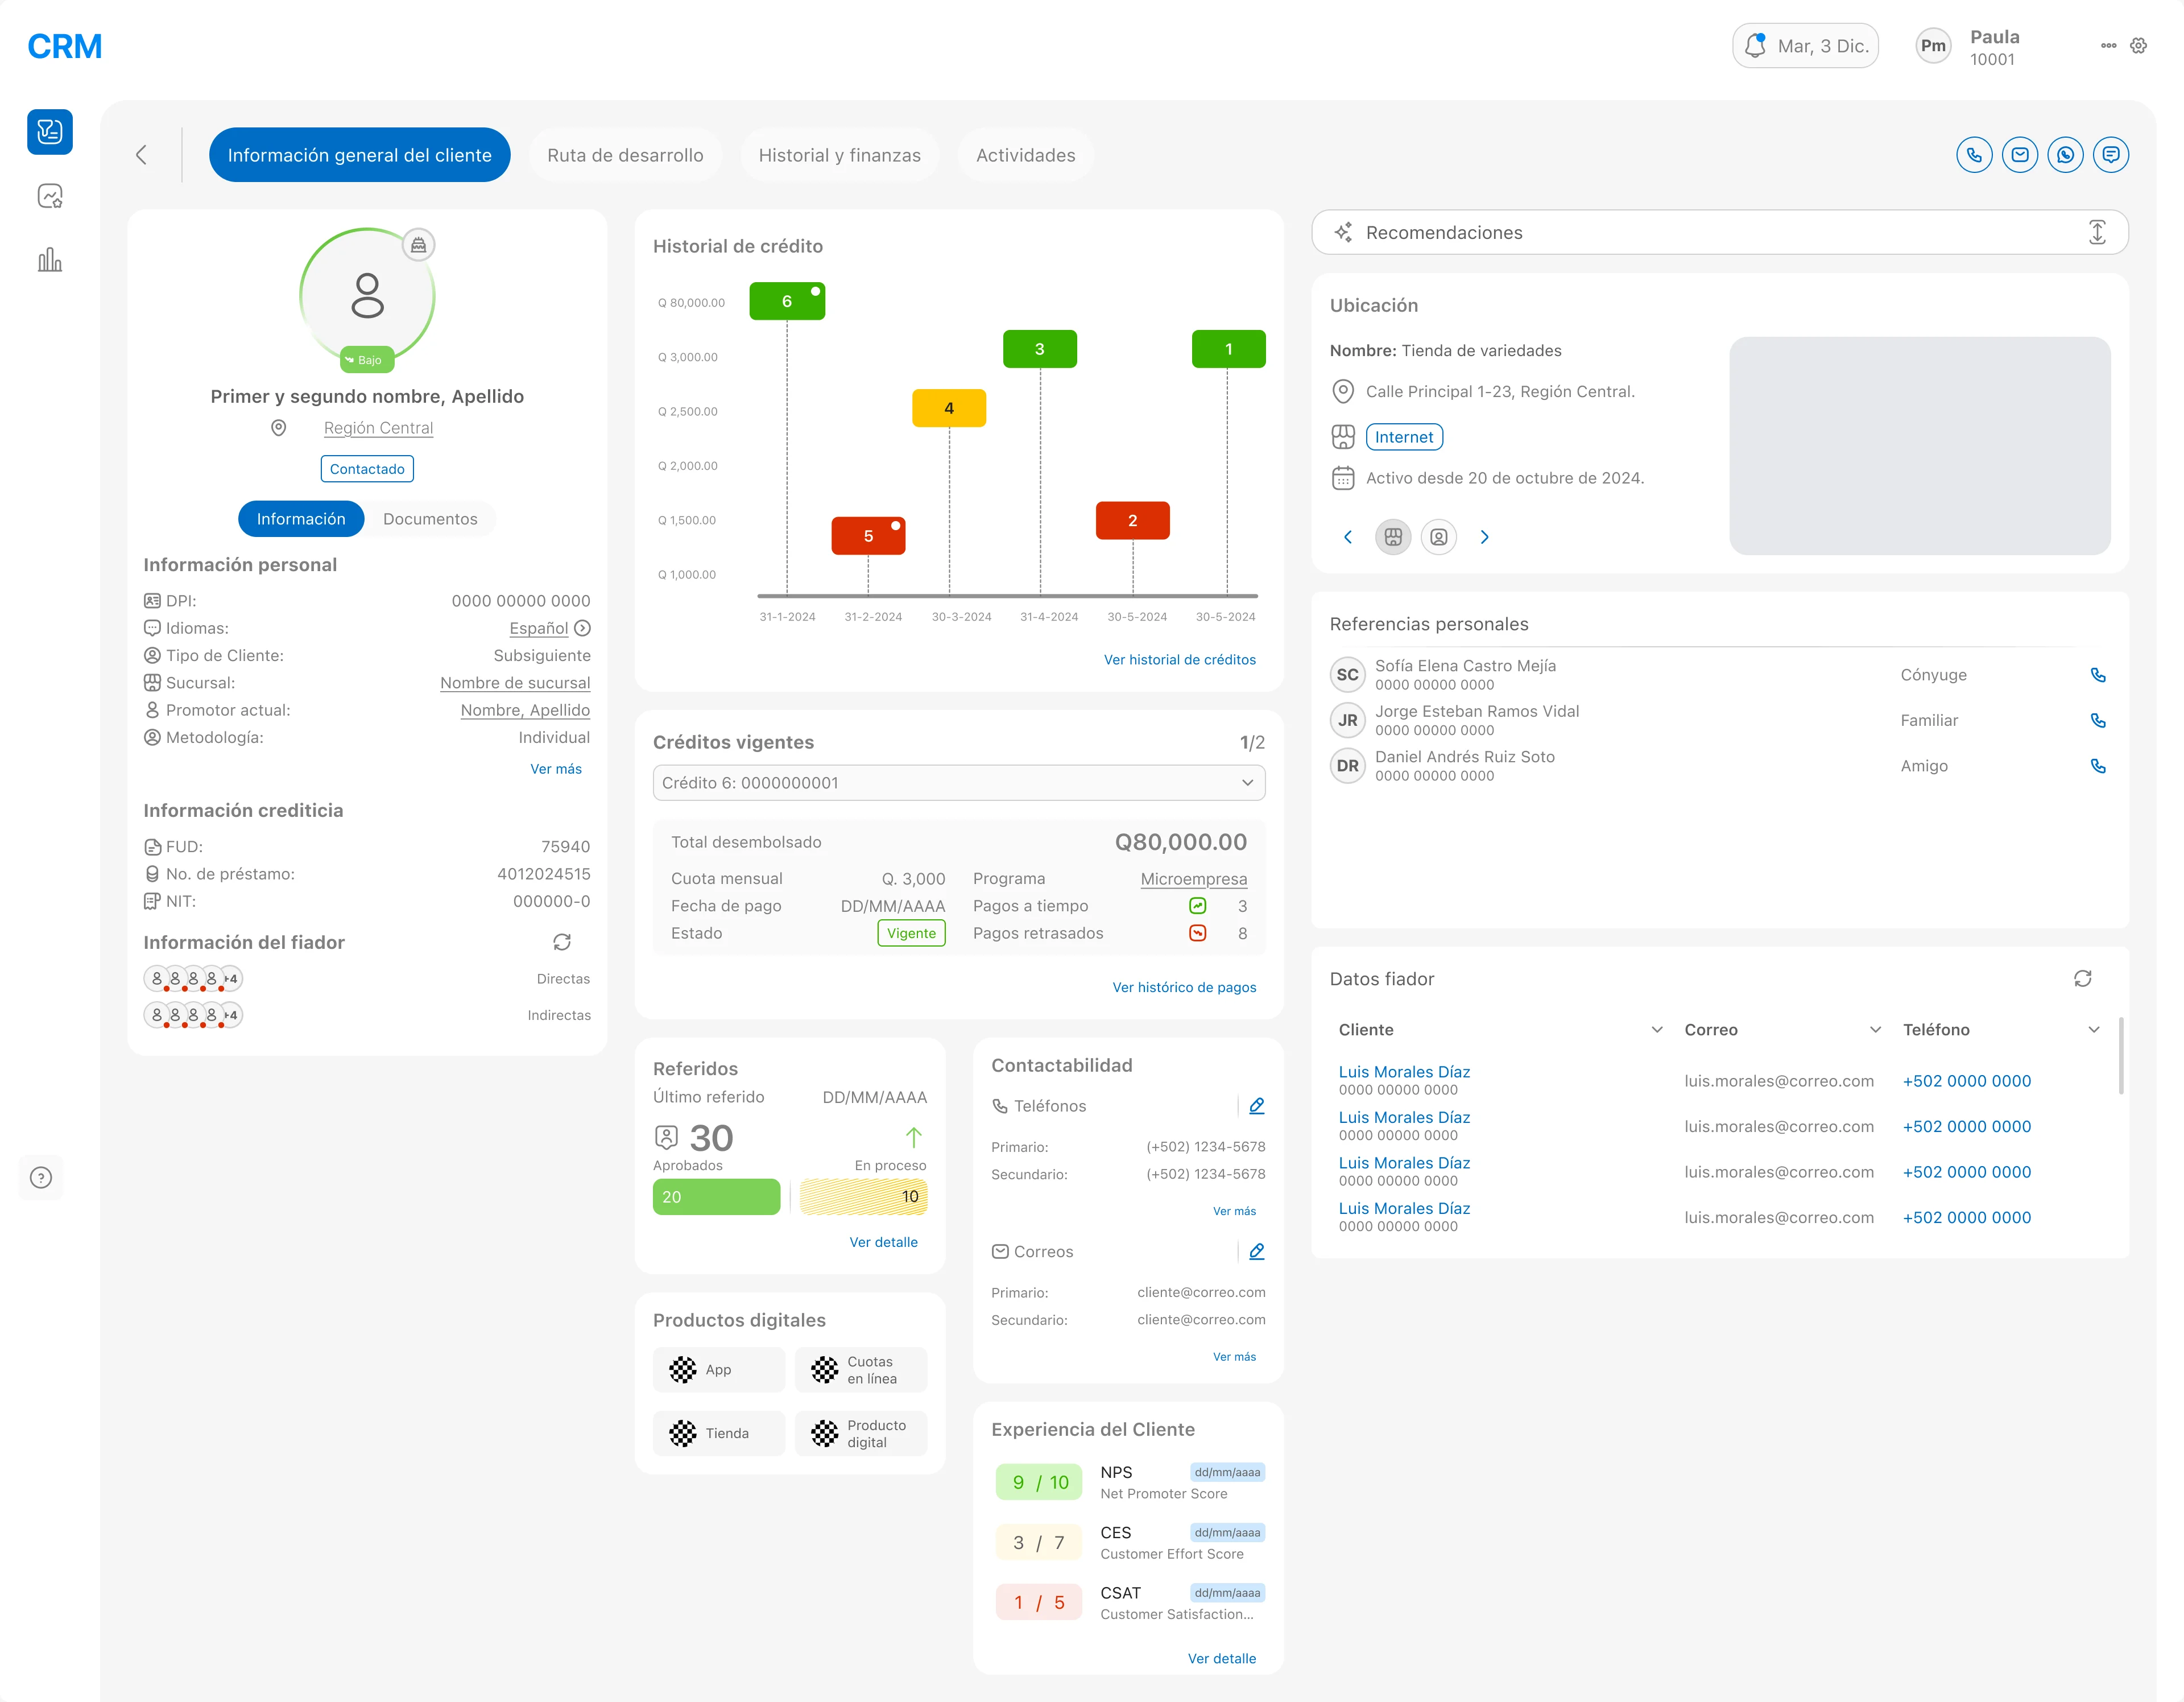 CRM
Mar, 3 Dic.
Pm
Paula
10001
Información general del cliente
Ruta de desarrollo
Historial y finanzas
Actividades
Bajo
Primer y segundo nombre, Apellido
Región Central
Contactado
Información
Documentos
Información personal
DPI: 0000 00000 0000
Idiomas: Español
Tipo de Cliente: Subsiguiente
Sucursal: Nombre de sucursal
Promotor actual: Nombre, Apellido
Metodología: Individual
Ver más
Información crediticia
FUD: 75940
No. de préstamo: 4012024515
NIT: 000000-0
Información del fiador
+4 Directas
+4 Indirectas
Historial de crédito
Q 80,000.00
Q 3,000.00
Q 2,500.00
Q 2,000.00
Q 1,500.00
Q 1,000.00
6
5
4
3
2
1
31-1-2024
31-2-2024
30-3-2024
31-4-2024
30-5-2024
30-5-2024
Ver historial de créditos
Créditos vigentes 1/2
Crédito 6: 0000000001
Total desembolsado Q80,000.00
Cuota mensual Q. 3,000 Programa Microempresa
Fecha de pago DD/MM/AAAA Pagos a tiempo 3
Estado Vigente Pagos retrasados 8
Ver histórico de pagos
Referidos
Último referido DD/MM/AAAA
30
Aprobados En proceso
20 10
Ver detalle
Productos digitales
App
Cuotas
en línea
Tienda
Producto
digital
Contactabilidad
Teléfonos
Primario: (+502) 1234-5678
Secundario: (+502) 1234-5678
Ver más
Correos
Primario: cliente@correo.com
Secundario: cliente@correo.com
Ver más
Experiencia del Cliente
9 / 10 NPS dd/mm/aaaa
Net Promoter Score
3 / 7 CES dd/mm/aaaa
Customer Effort Score
1 / 5 CSAT dd/mm/aaaa
Customer Satisfaction...
Ver detalle
Recomendaciones
Ubicación
Nombre: Tienda de variedades
Calle Principal 1-23, Región Central.
Internet
Activo desde 20 de octubre de 2024.
Referencias personales
SC
Sofía Elena Castro Mejía
0000 00000 0000
Cónyuge
JR
Jorge Esteban Ramos Vidal
0000 00000 0000
Familiar
DR
Daniel Andrés Ruiz Soto
0000 00000 0000
Amigo
Datos fiador
Cliente Correo Teléfono
Luis Morales Díaz
0000 00000 0000
luis.morales@correo.com
+502 0000 0000
Luis Morales Díaz
0000 00000 0000
luis.morales@correo.com
+502 0000 0000
Luis Morales Díaz
0000 00000 0000
luis.morales@correo.com
+502 0000 0000
Luis Morales Díaz
0000 00000 0000
luis.morales@correo.com
+502 0000 0000